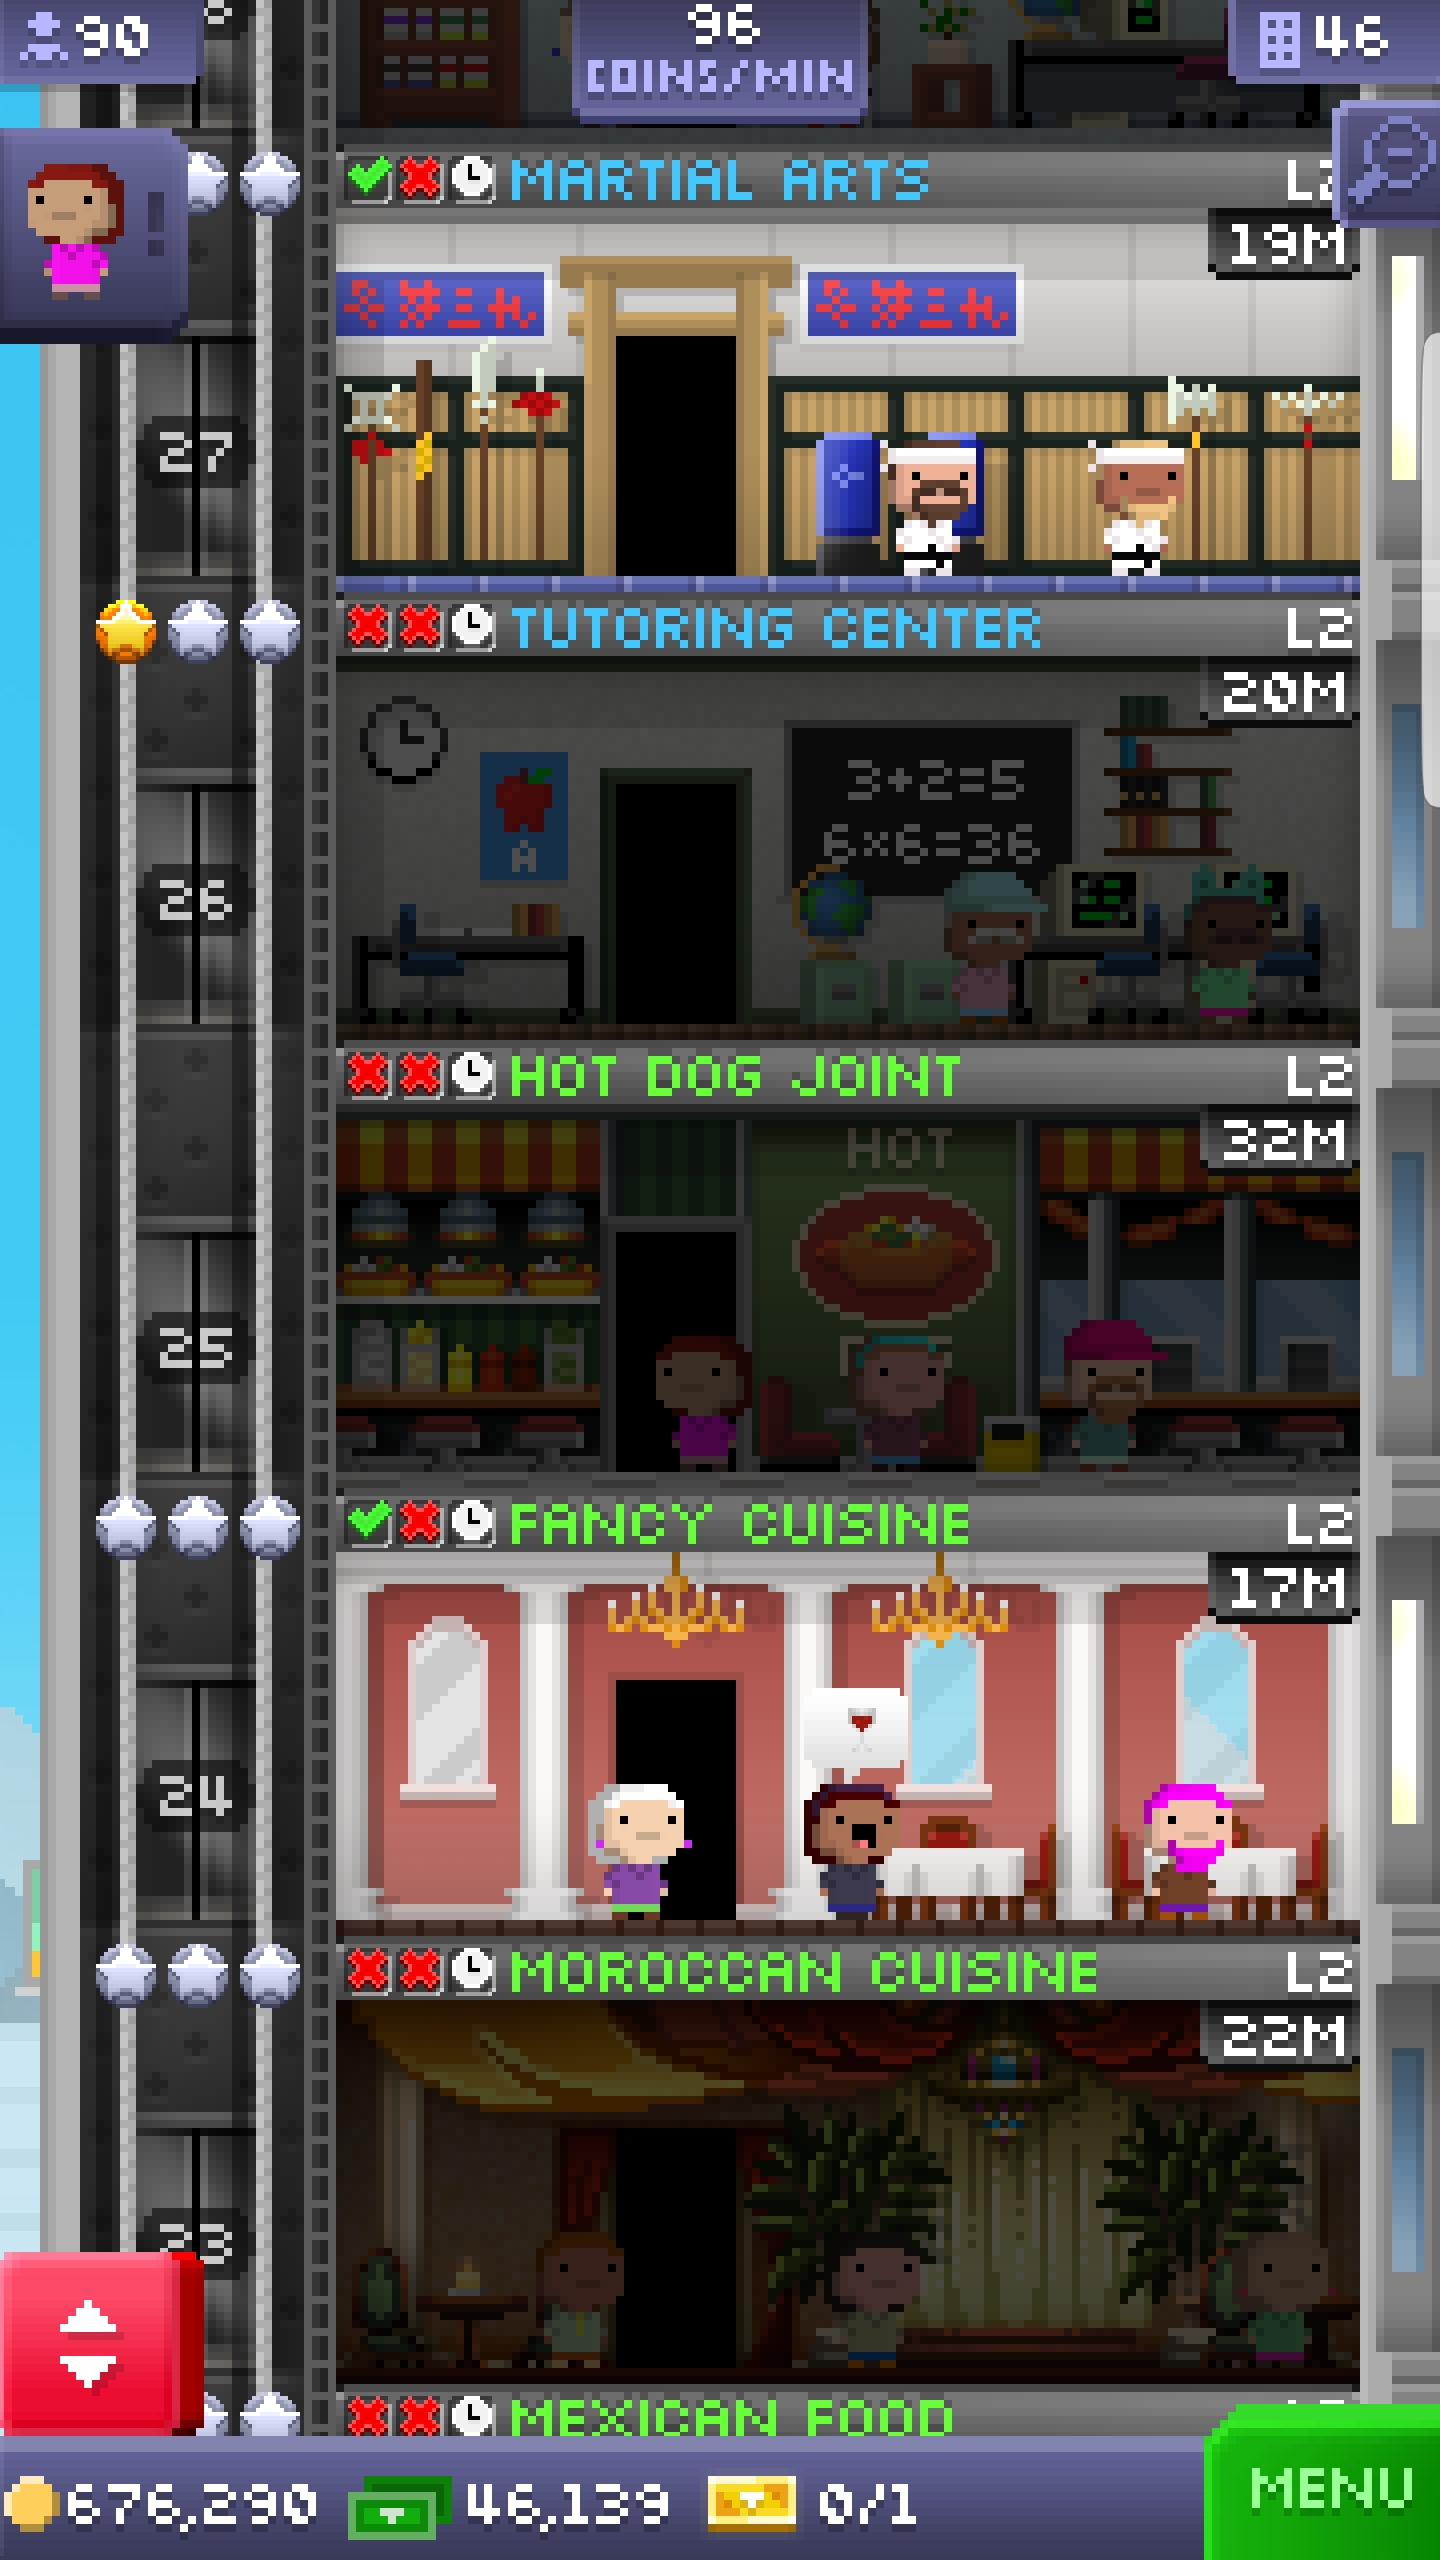 90
96
COINS/MIN
46
MARTIAL ARTS
19M
27
TUTORING CENTER L2
20M
3+2=5
6×6=36
A
26
HOT DOG JOINT L2
32M
HOT
25
FANCY CUISINE L2
17M
24
MOROCCAN CUISINE L2
22M
23
MEXICAN FOOD
676,290 46,139 0/1
MENU